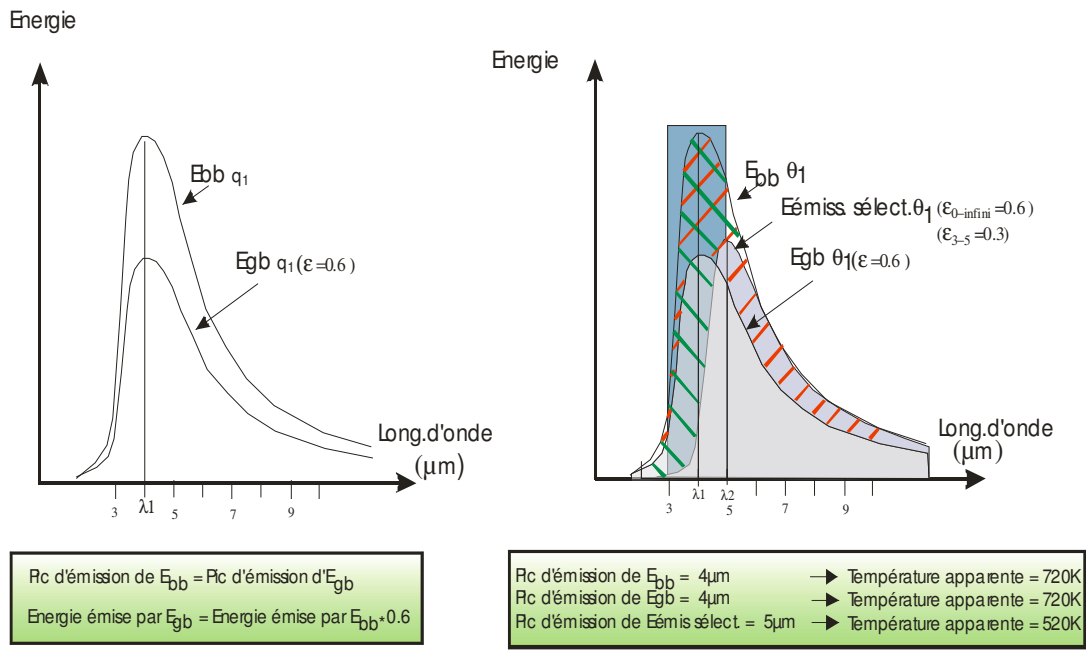 Energie
Ebb q1
Egb q1(ε=0.6)
Long.d'onde
(μm)
3 λ1 5 7 9
Pic d'émission de Ebb = Pic d'émission d'Egb
Energie émise par Egb = Energie émise par Ebb*0.6
Energie
Ebb θ1
Eémiss. sélect.θ1 (ε0–infini=0.6)
(ε3–5=0.3)
Egb θ1(ε=0.6)
Long.d'onde
(μm)
3 λ1 λ2 5 7 9
Pic d'émission de Ebb = 4μm → Température apparente = 720K
Pic d'émission de Egb = 4μm → Température apparente = 720K
Pic d'émission de Eémis sélect. = 5μm → Température apparente = 520K